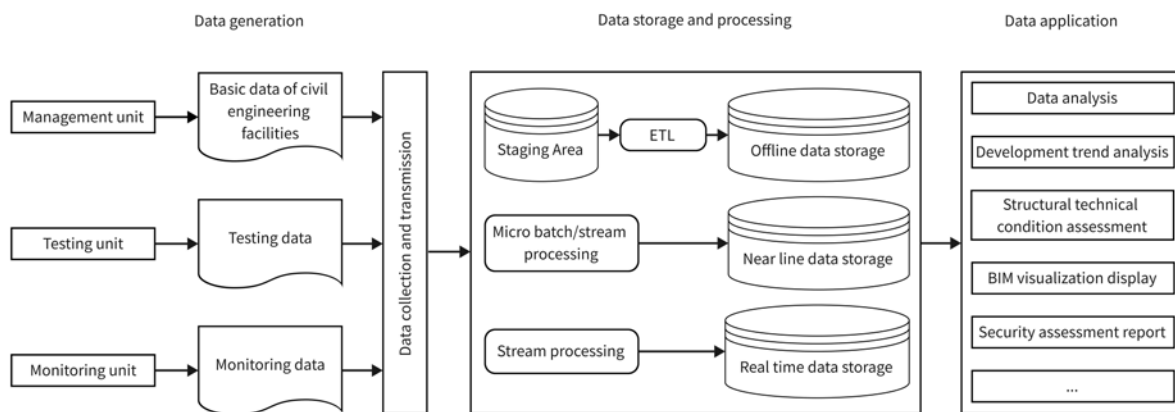 Data generation
Data storage and processing
Data application
Management unit
Basic data of civil
engineering
facilities
Testing unit
Testing data
Monitoring unit
Monitoring data
Data collection and transmission
Staging Area
ETL
Offline data storage
Micro batch/stream
processing
Near line data storage
Stream processing
Real time data storage
Data analysis
Development trend analysis
Structural technical
condition assessment
BIM visualization display
Security assessment report
...